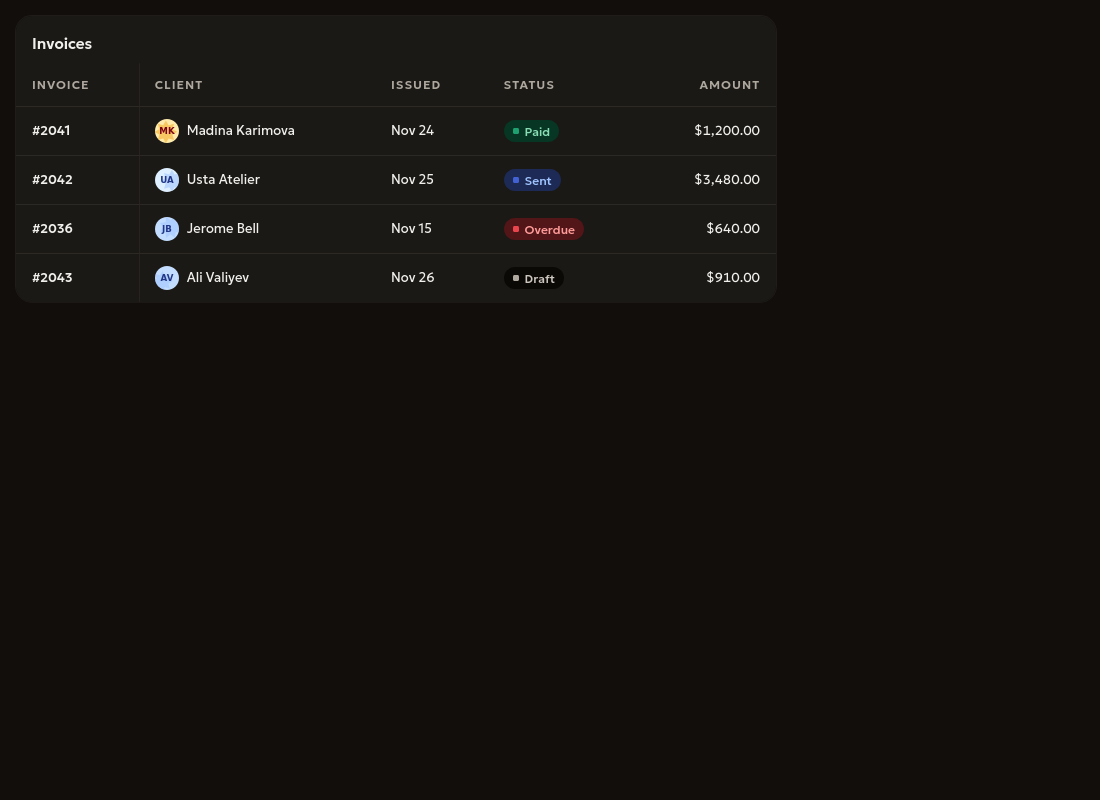 Invoices
INVOICE CLIENT ISSUED STATUS AMOUNT
#2041 MK Madina Karimova Nov 24 Paid $1,200.00
#2042 UA Usta Atelier Nov 25 Sent $3,480.00
#2036 JB Jerome Bell Nov 15 Overdue $640.00
#2043 AV Ali Valiyev Nov 26 Draft $910.00